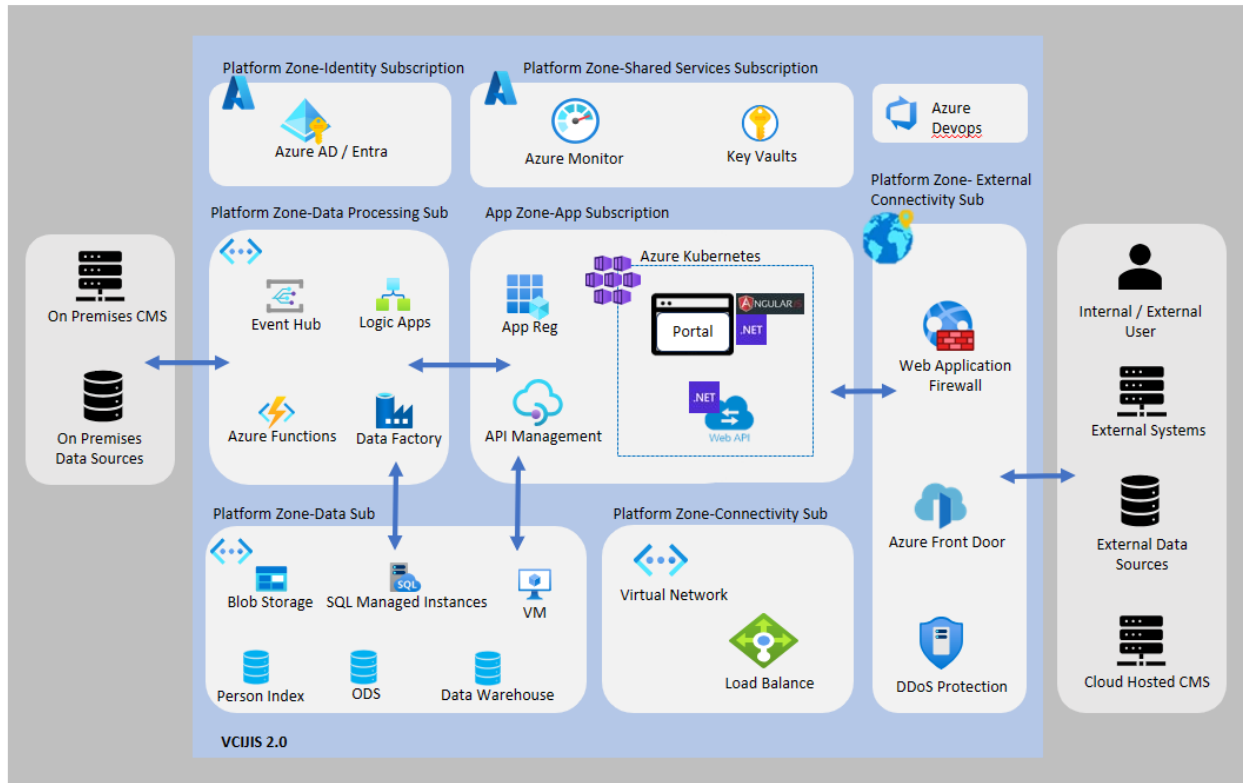 Platform Zone-Identity Subscription
Azure AD / Entra
Platform Zone-Shared Services Subscription
Azure Monitor
Key Vaults
Azure
Devops
Platform Zone- External
Connectivity Sub
Platform Zone-Data Processing Sub
Event Hub
Logic Apps
Azure Functions
Data Factory
App Zone-App Subscription
App Reg
API Management
Azure Kubernetes
Portal
ANGULARJS
.NET
.NET
Web API
On Premises CMS
On Premises
Data Sources
Web Application
Firewall
Azure Front Door
DDoS Protection
Internal / External
User
External Systems
External Data
Sources
Cloud Hosted CMS
Platform Zone-Data Sub
Blob Storage
SQL
SQL Managed Instances
VM
Person Index
ODS
Data Warehouse
Platform Zone-Connectivity Sub
Virtual Network
Load Balance
VCIJIS 2.0